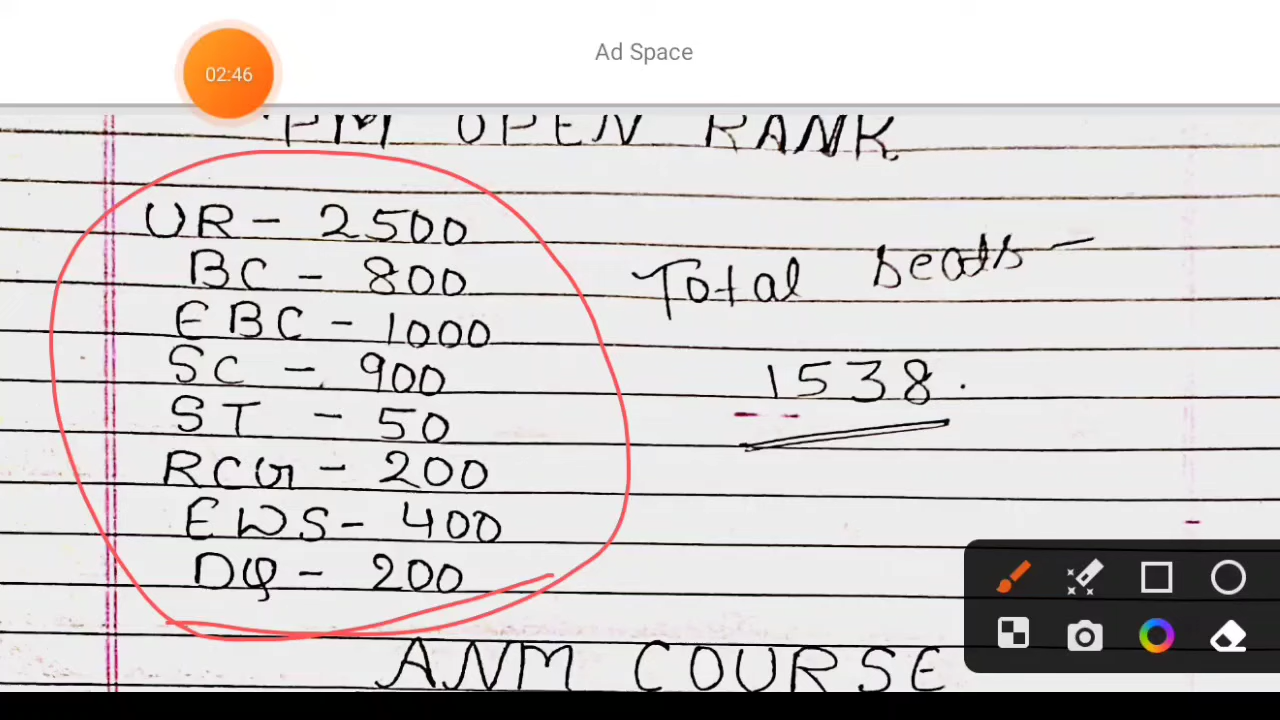 02:46
Ad Space
PM OPEN RANK
UR - 2500
BC - 800
EBC - 1000
SC - 900
ST - 50
RCG - 200
EWS - 400
DQ - 200
Total seats -
1538.
ANM COURSE